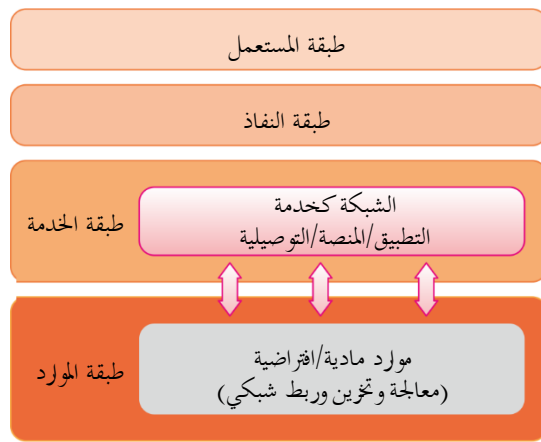 طبقة المستعمل
طبقة النفاذ
طبقة الخدمة
الشبكة كخدمة
التطبيق/المنصة/التوصيلية
طبقة الموارد
موارد مادية/افتراضية
(معالجة وتخزين وربط شبكي)